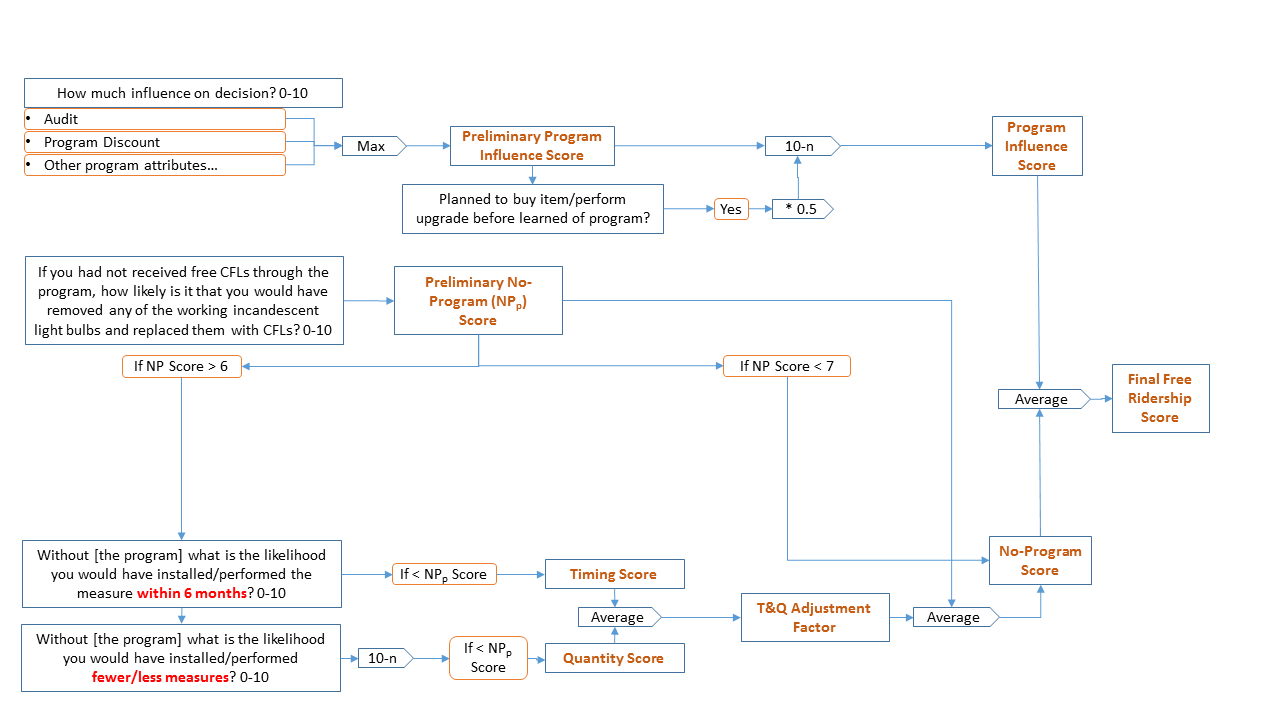 How much influence on decision? 0-10
• Audit
• Program Discount
• Other program attributes...
Max
Preliminary Program
Influence Score
10-n
Program
Influence
Score
Planned to buy item/perform
upgrade before learned of program?
Yes
* 0.5
If you had not received free CFLs through the
program, how likely is it that you would have
removed any of the working incandescent
light bulbs and replaced them with CFLs? 0-10
Preliminary No-
Program (NPp)
Score
If NP Score > 6
If NP Score < 7
Average
Final Free
Ridership
Score
Without [the program] what is the likelihood
you would have installed/performed the
measure within 6 months? 0-10
If < NPp Score
Timing Score
No-Program
Score
Average
T&Q Adjustment
Factor
Average
Without [the program] what is the likelihood
you would have installed/performed
fewer/less measures? 0-10
10-n
If < NPp
Score
Quantity Score